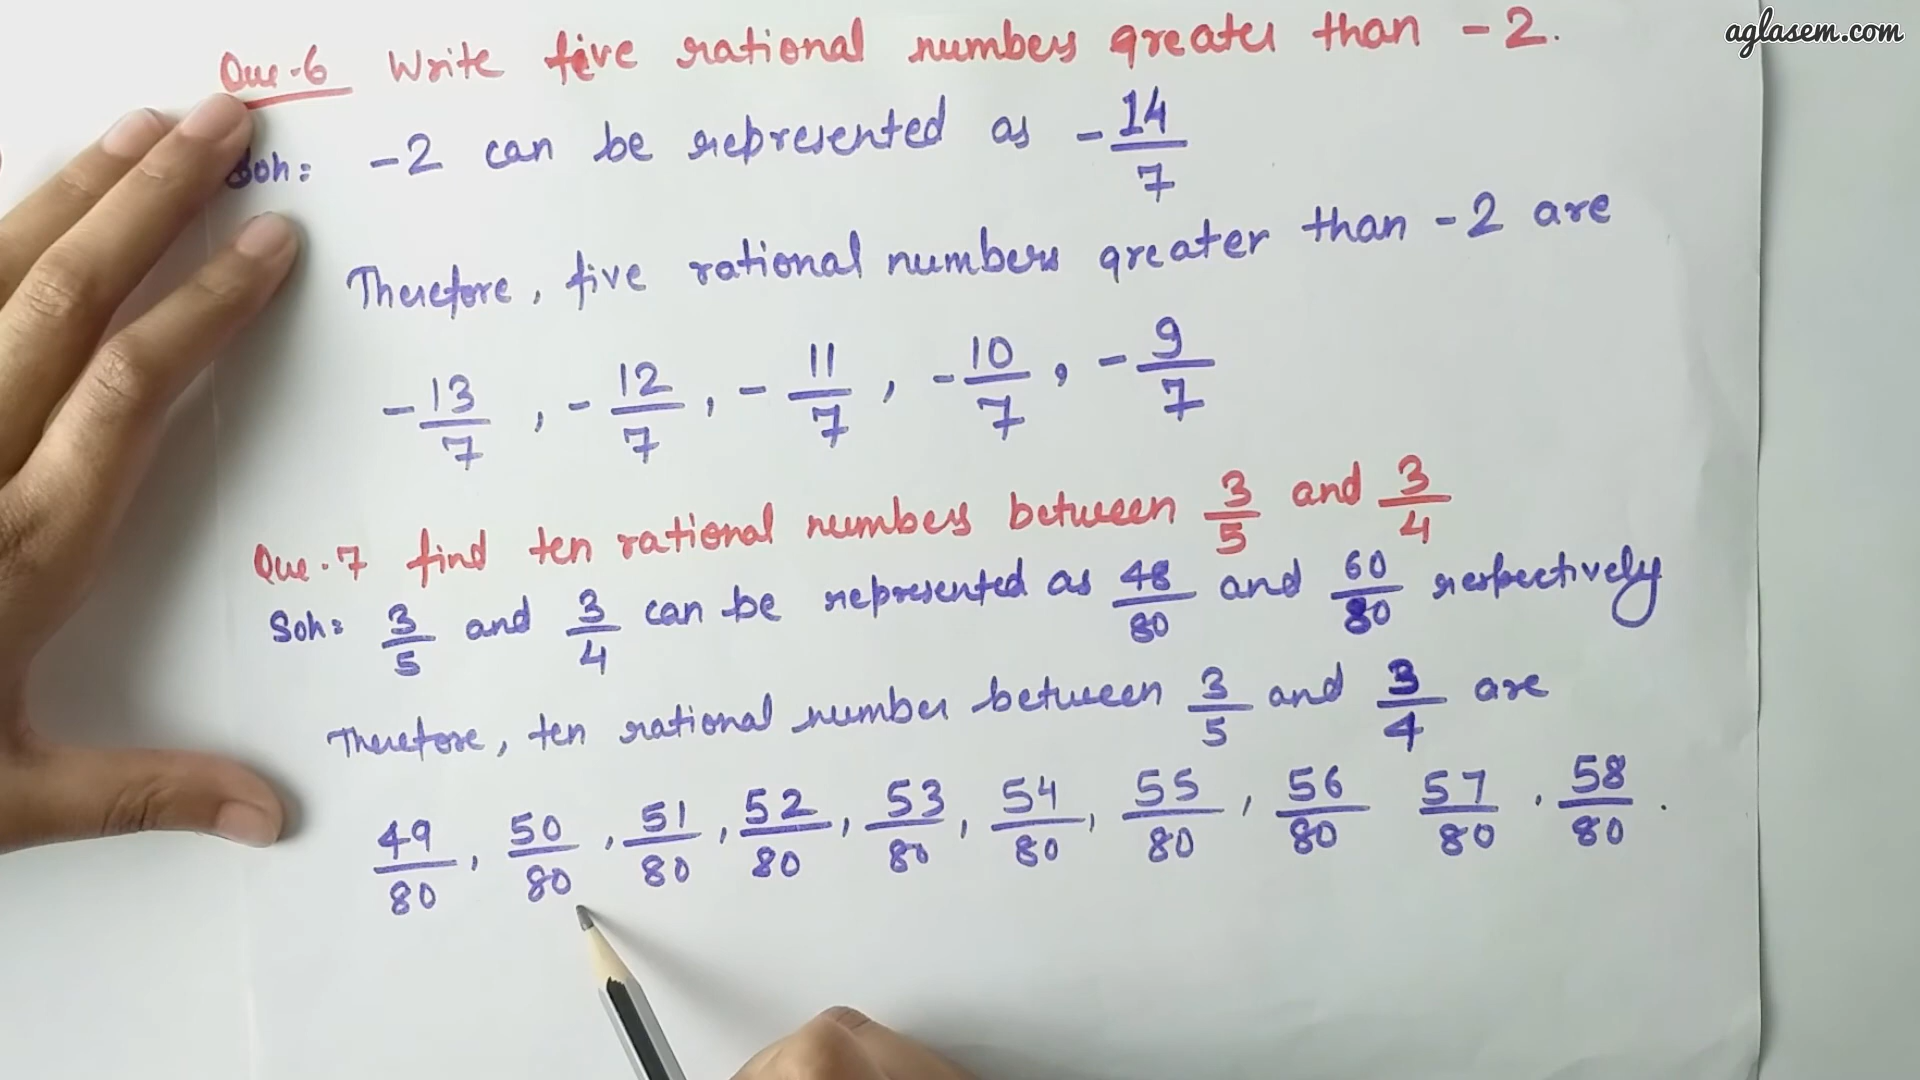 aglasem.com
Que.6 Write five rational numbers greater than -2.
Soln: -2 can be represented as -14/7
Therefore, five rational numbers greater than -2 are
-13/7, -12/7, -11/7, -10/7, -9/7
Que.7 find ten rational numbers between 3/5 and 3/4
Soln: 3/5 and 3/4 can be represented as 48/80 and 60/80 respectively
Therefore, ten rational number between 3/5 and 3/4 are
49/80, 50/80, 51/80, 52/80, 53/80, 54/80, 55/80, 56/80 57/80, 58/80.